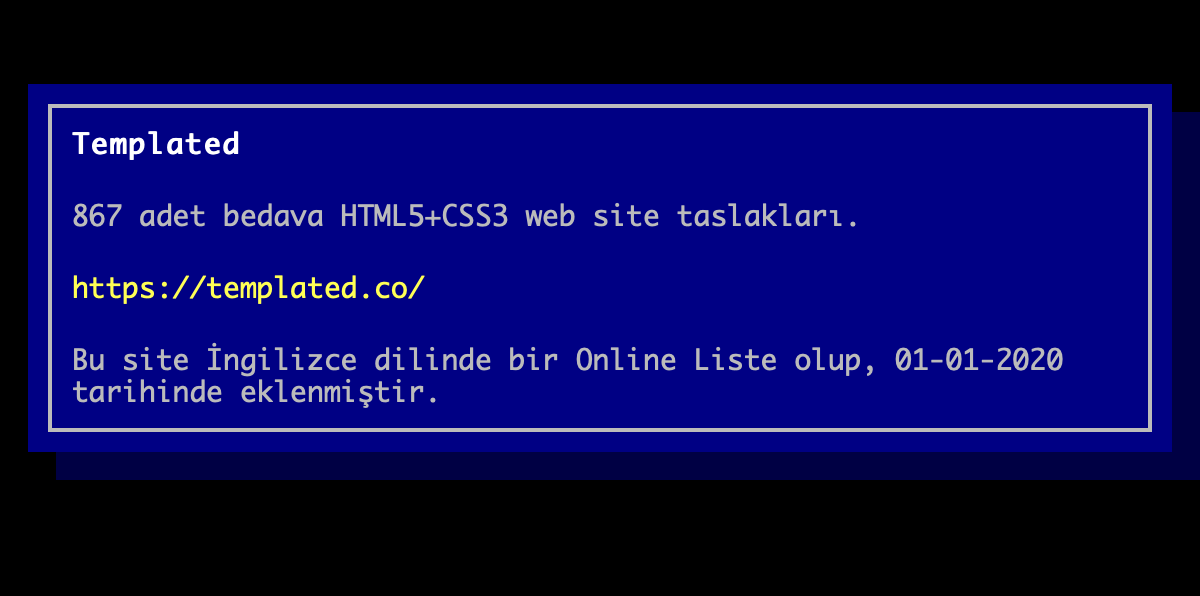 Templated
867 adet bedava HTML5+CSS3 web site taslakları.
https://templated.co/
Bu site İngilizce dilinde bir Online Liste olup, 01-01-2020
tarihinde eklenmiştir.